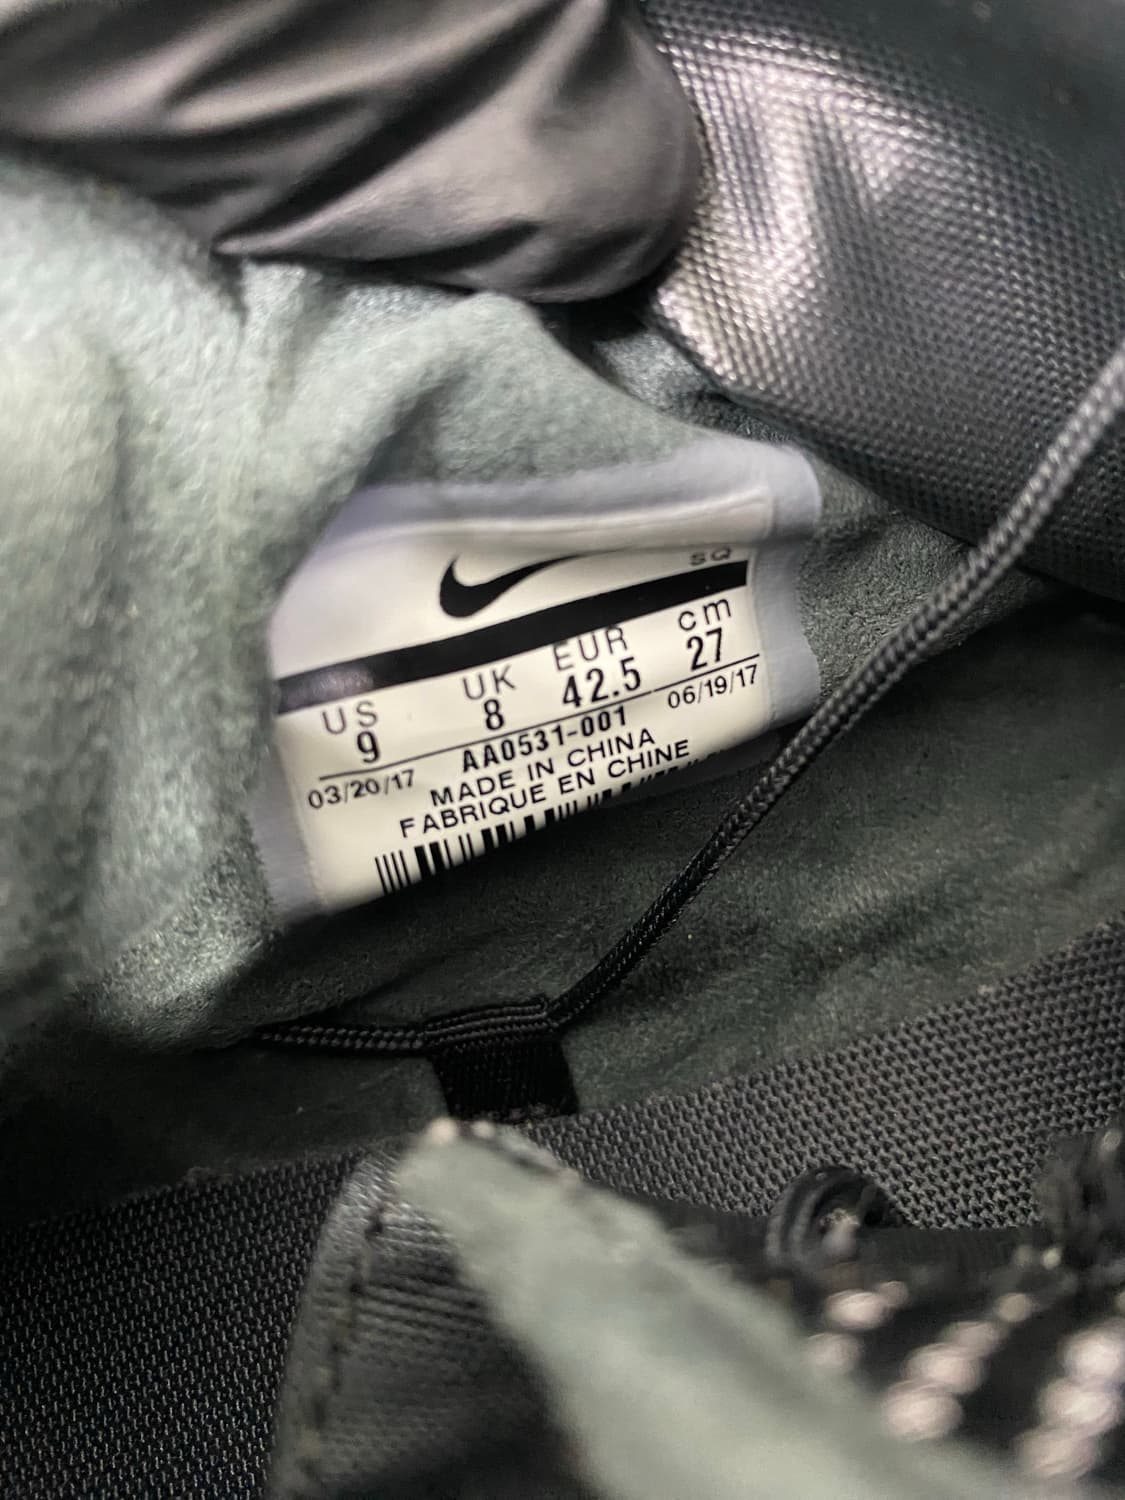 SQ
US UK EUR cm
9 8 42.5 27
03/20/17 AA0531-001 06/19/17
MADE IN CHINA
FABRIQUE EN CHINE